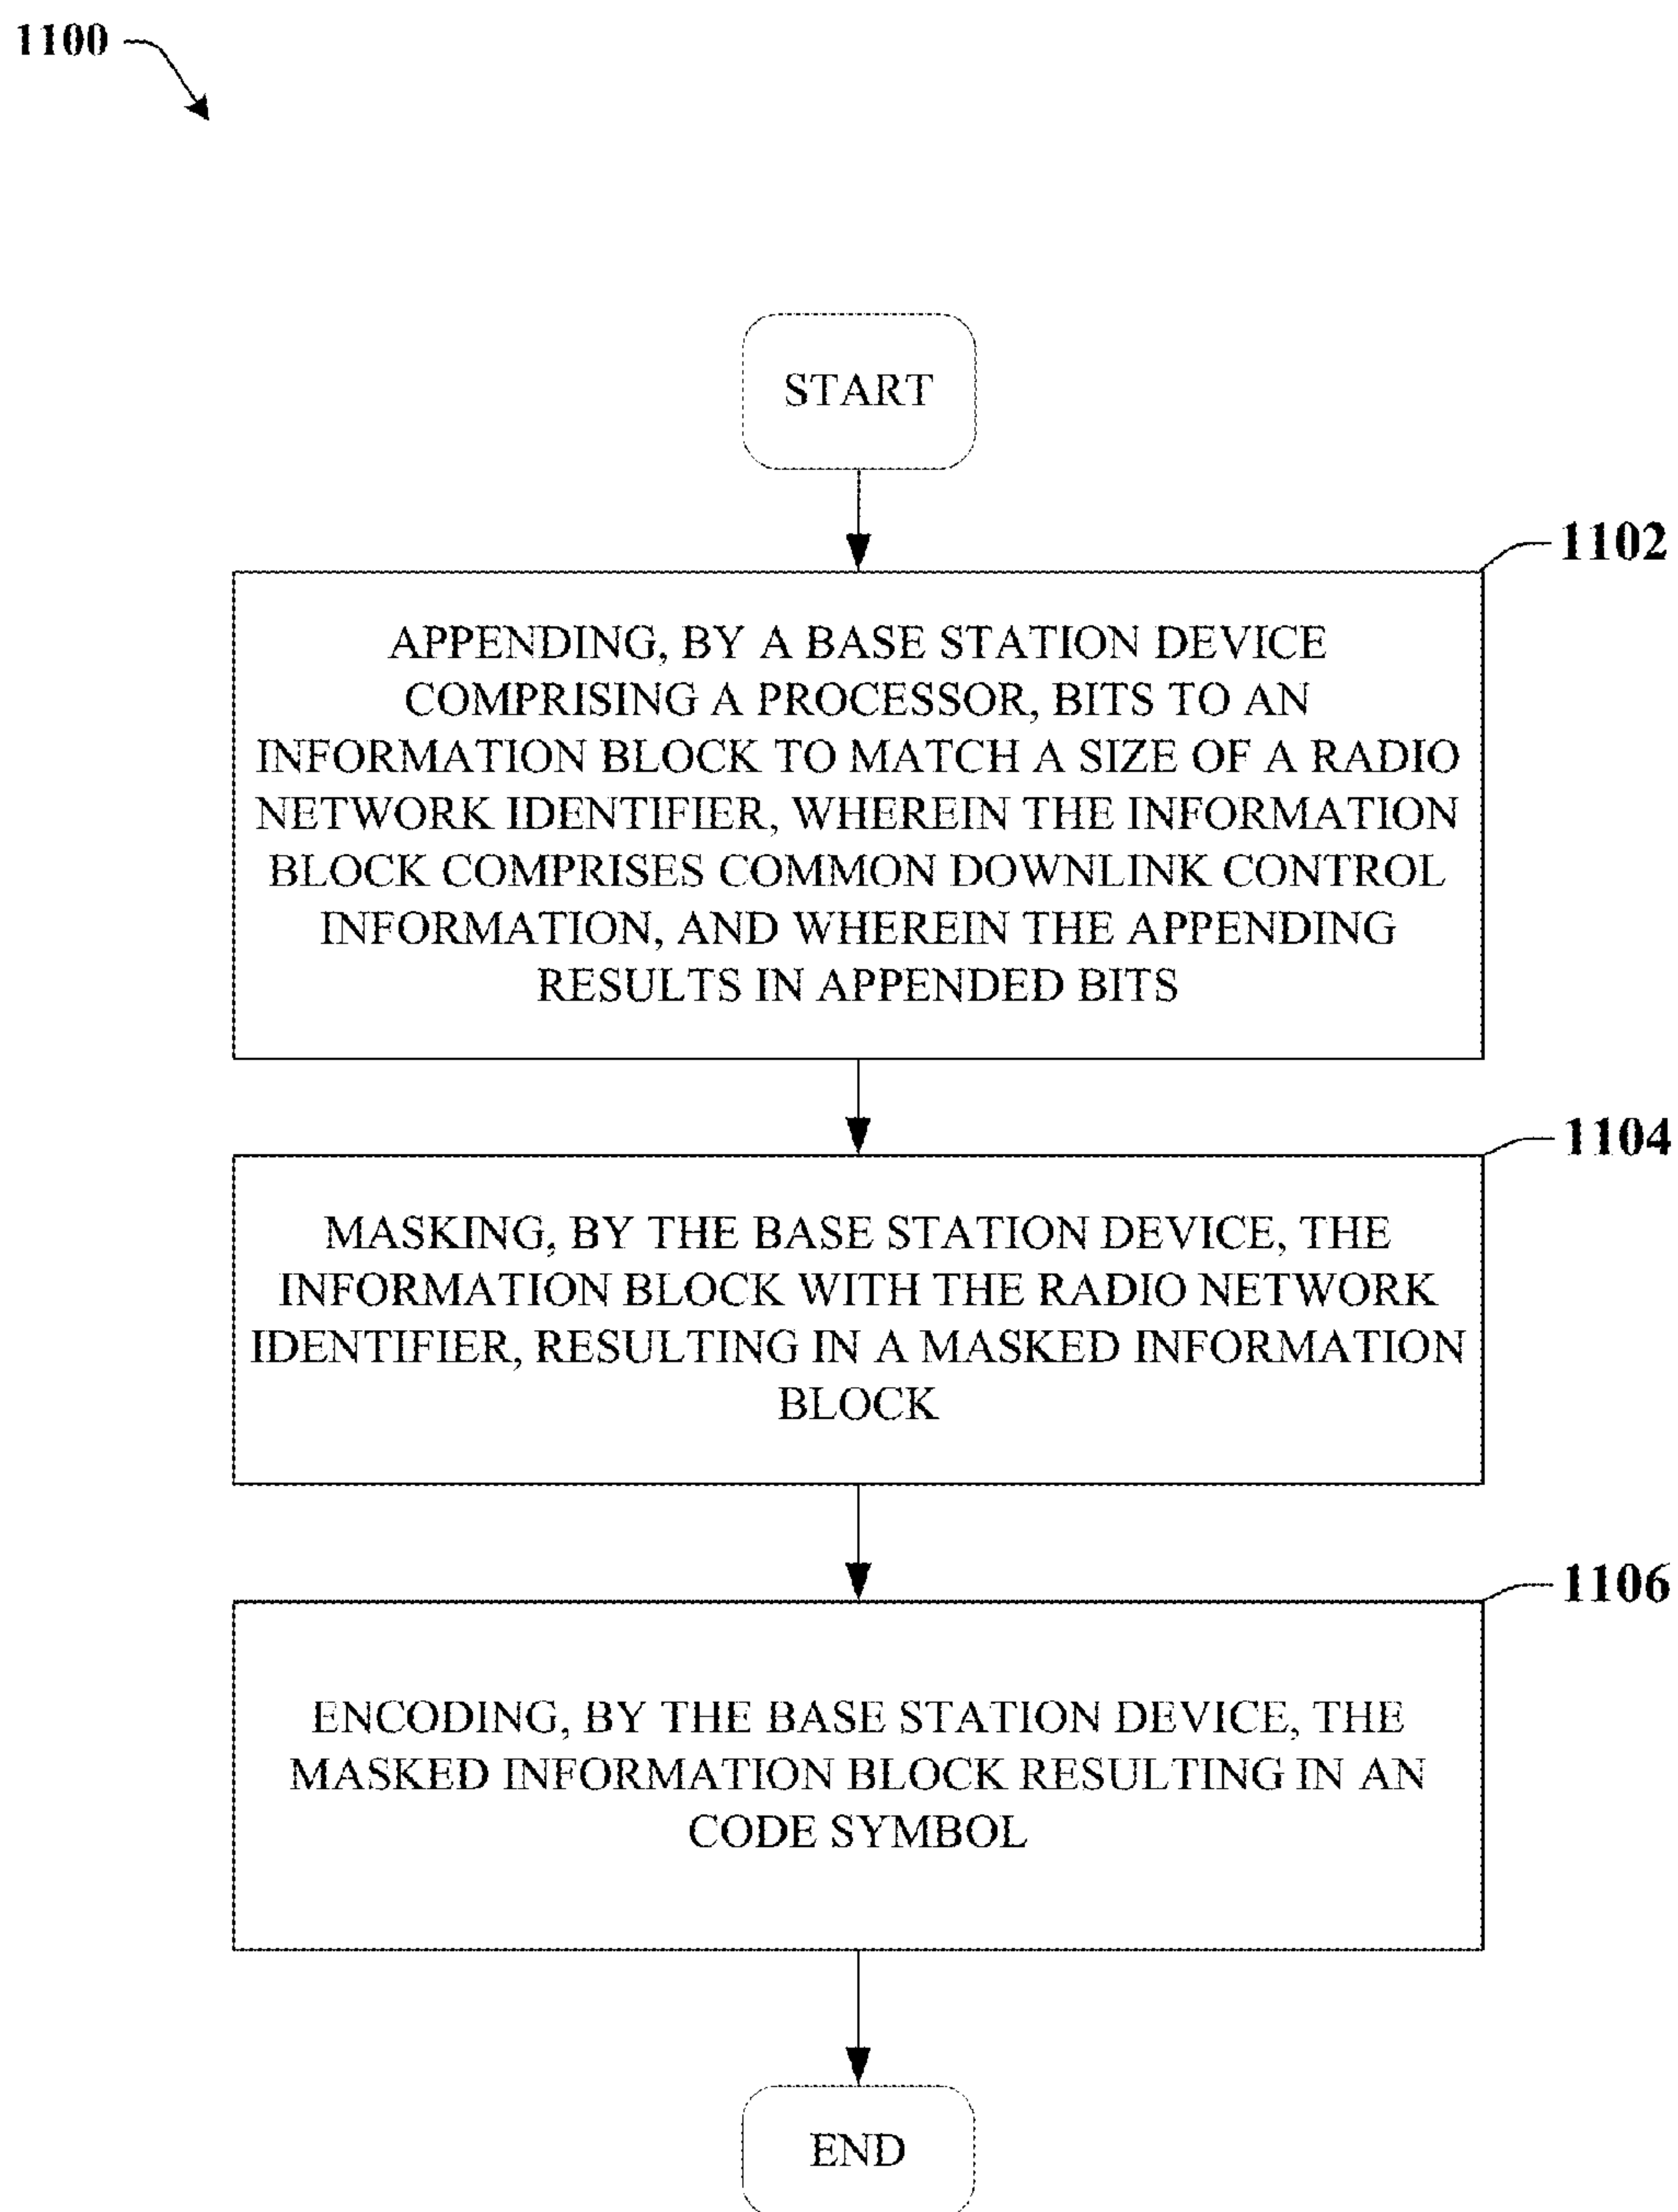 1100
START
1102
APPENDING, BY A BASE STATION DEVICE
COMPRISING A PROCESSOR, BITS TO AN
INFORMATION BLOCK TO MATCH A SIZE OF A RADIO
NETWORK IDENTIFIER, WHEREIN THE INFORMATION
BLOCK COMPRISES COMMON DOWNLINK CONTROL
INFORMATION, AND WHEREIN THE APPENDING
RESULTS IN APPENDED BITS
1104
MASKING, BY THE BASE STATION DEVICE, THE
INFORMATION BLOCK WITH THE RADIO NETWORK
IDENTIFIER, RESULTING IN A MASKED INFORMATION
BLOCK
1106
ENCODING, BY THE BASE STATION DEVICE, THE
MASKED INFORMATION BLOCK RESULTING IN AN
CODE SYMBOL
END